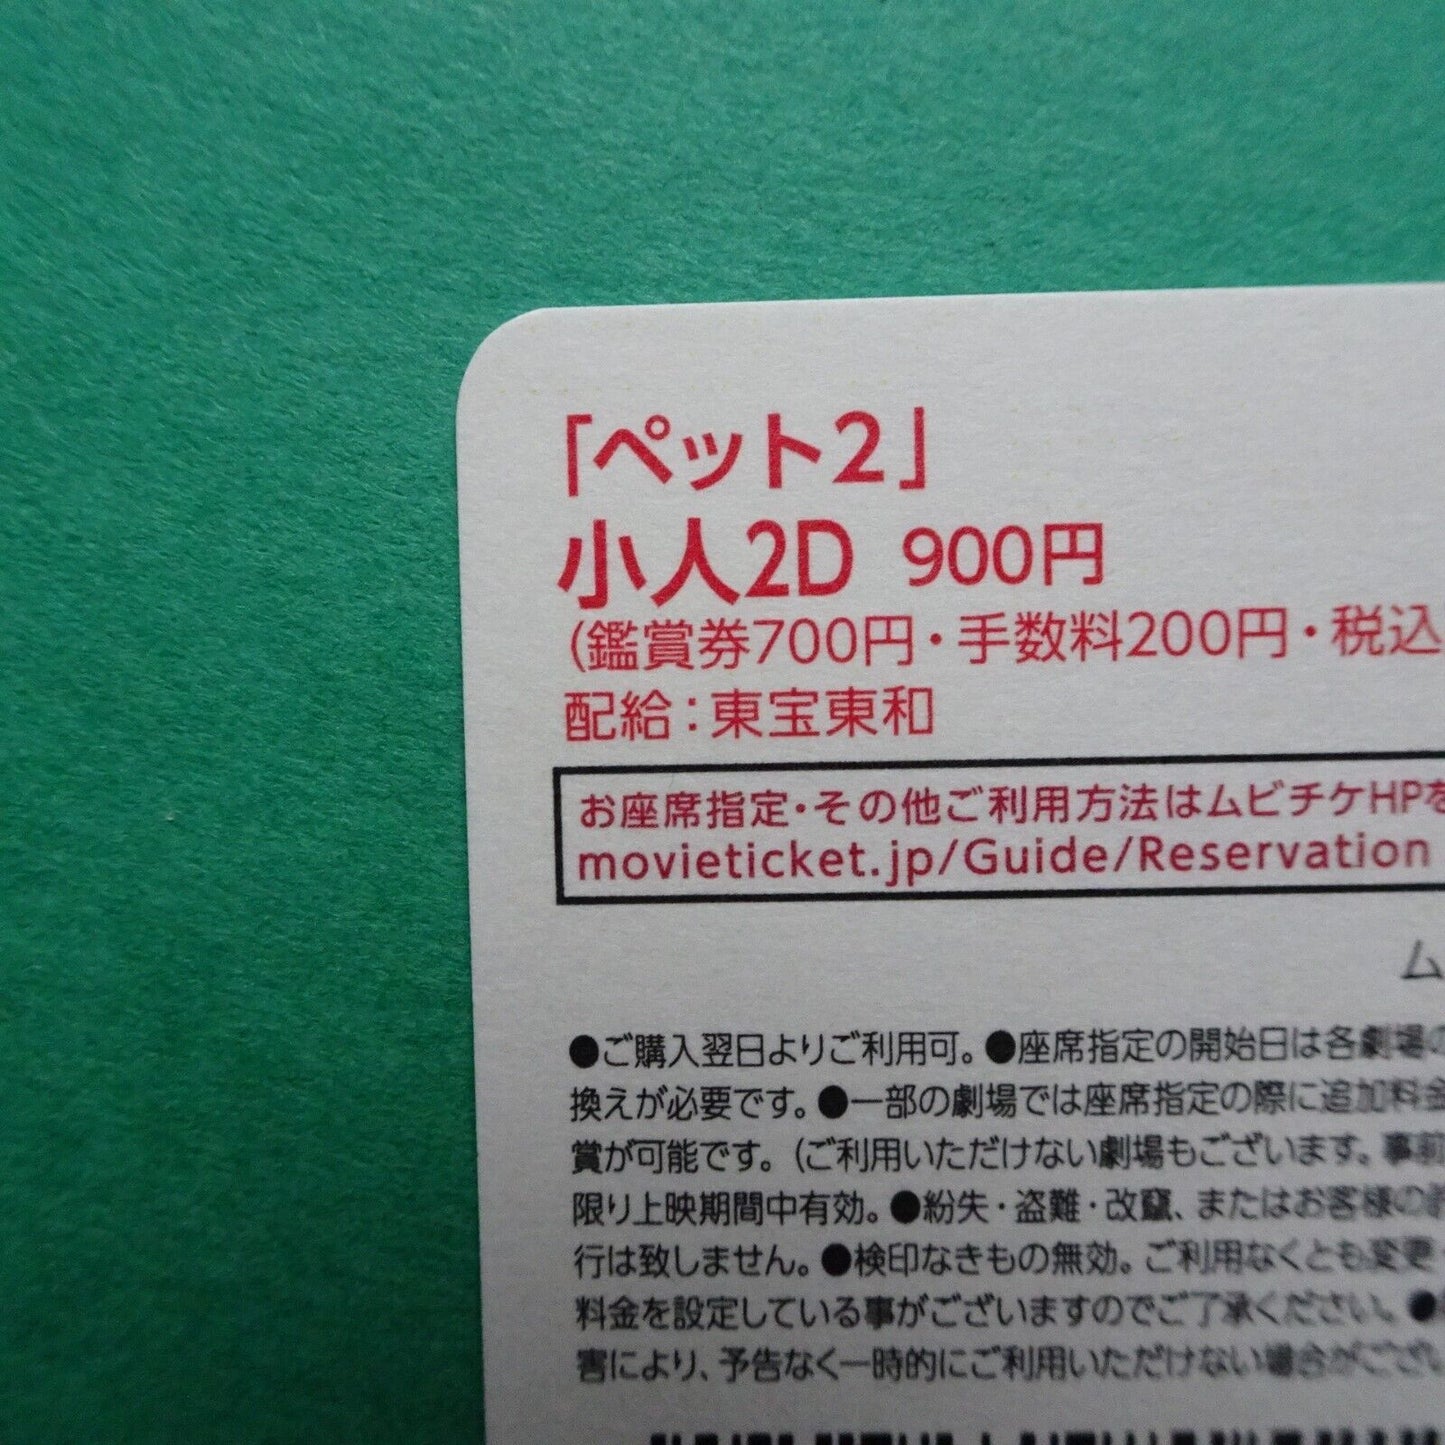 「ペット2」
小人2D 900円
(鑑賞券700円・手数料200円・税込
配給：東宝東和
お座席指定・その他ご利用方法はムビチケHPを
movieticket.jp/Guide/Reservation
ム
●ご購入翌日よりご利用可。●座席指定の開始日は各劇場の
換えが必要です。●一部の劇場では座席指定の際に追加料金
賞が可能です。(ご利用いただけない劇場もございます。事前
限り上映期間中有効。●紛失・盗難・改竄、またはお客様の
行は致しません。●検印なきもの無効。ご利用なくとも変更
料金を設定している事がございますのでご了承ください。●
害により、予告なく一時的にご利用いただけない場合がござい